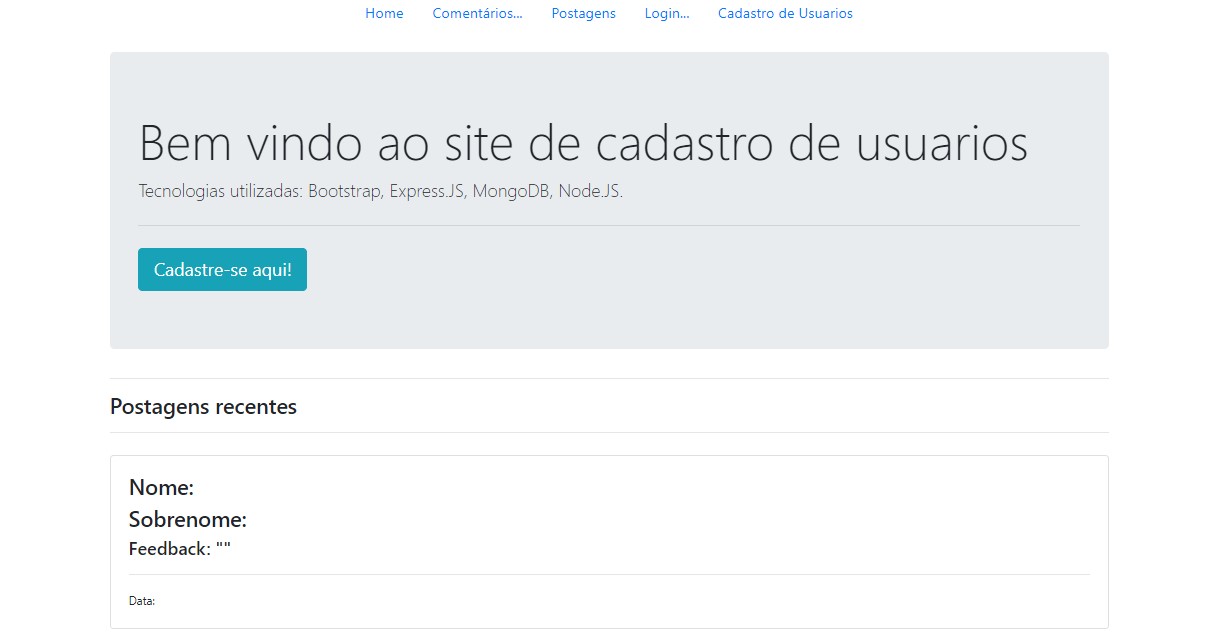 Home Comentários... Postagens Login... Cadastro de Usuarios
Bem vindo ao site de cadastro de usuarios
Tecnologias utilizadas: Bootstrap, Express.JS, MongoDB, Node.JS.
Cadastre-se aqui!
Postagens recentes
Nome:
Sobrenome:
Feedback: ""
Data: